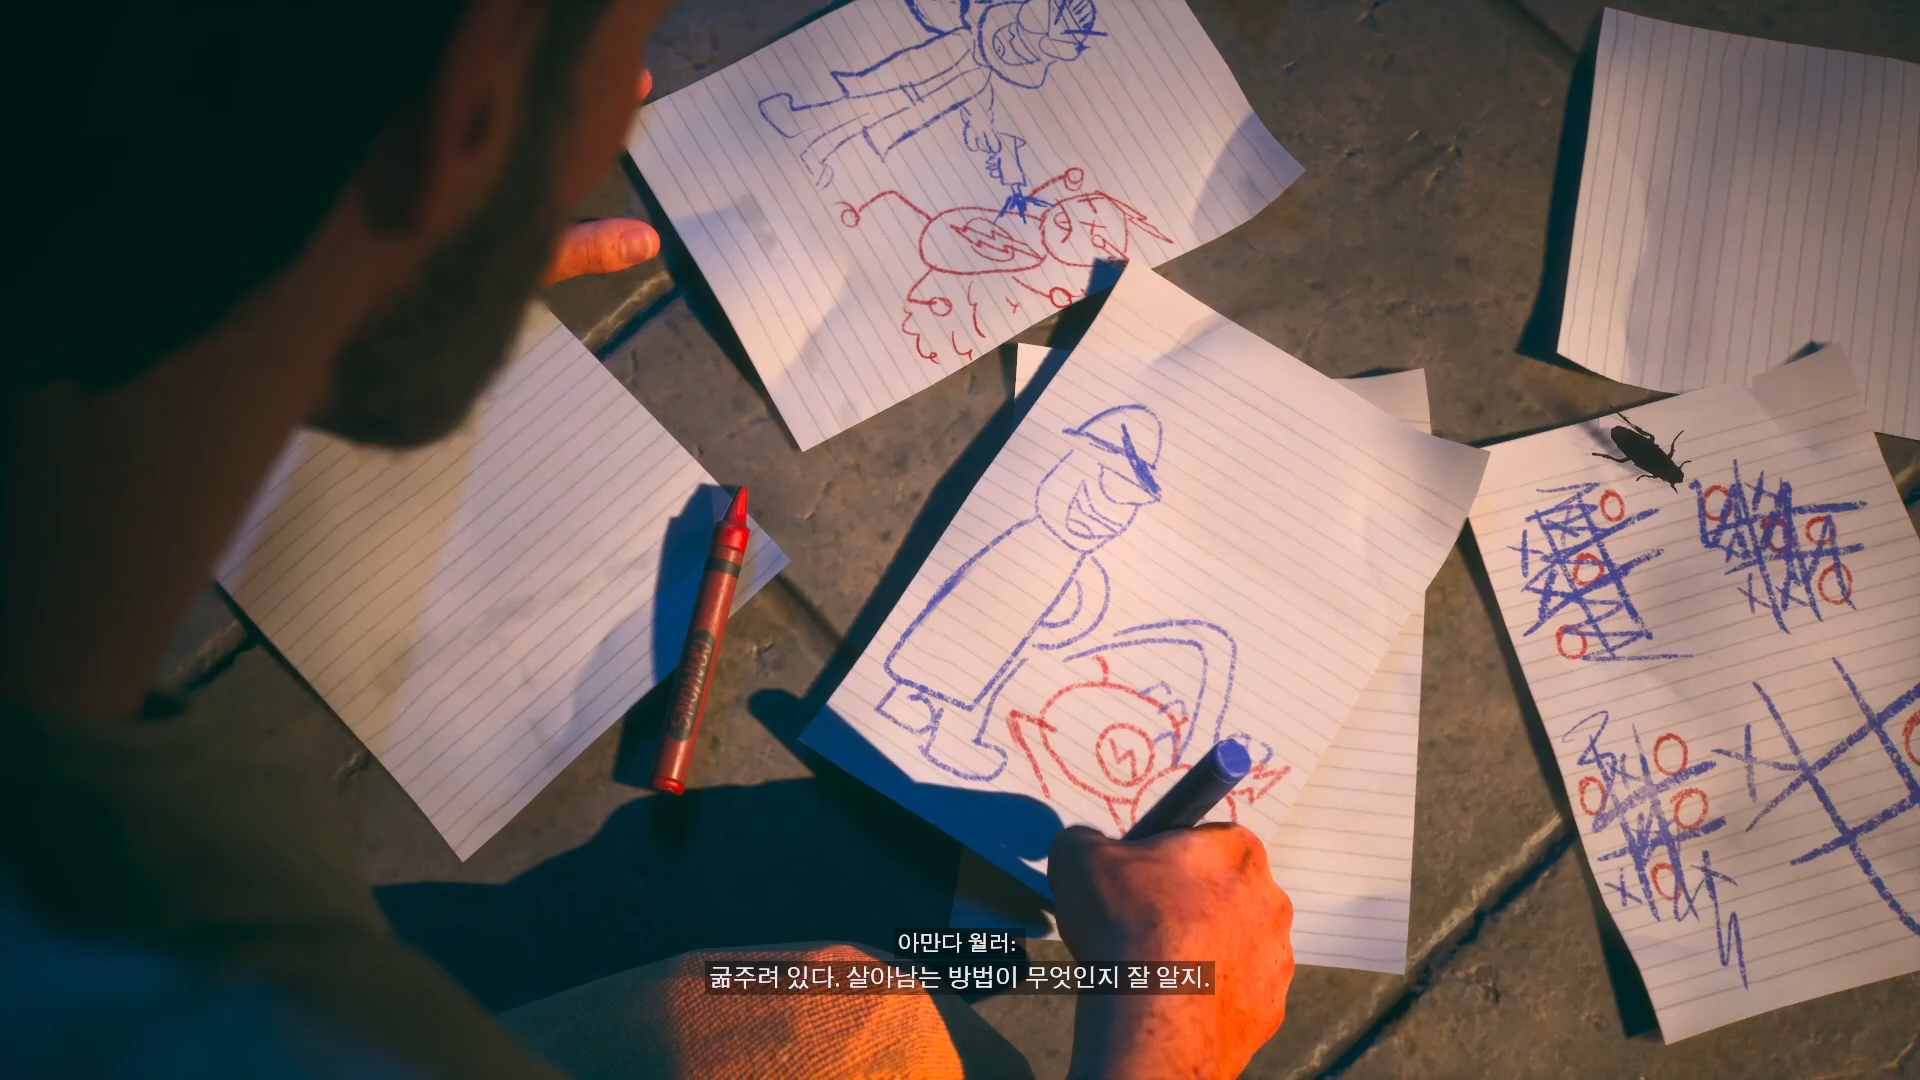 아만다 월러:
굶주려 있다. 살아남는 방법이 무엇인지 잘 알지.